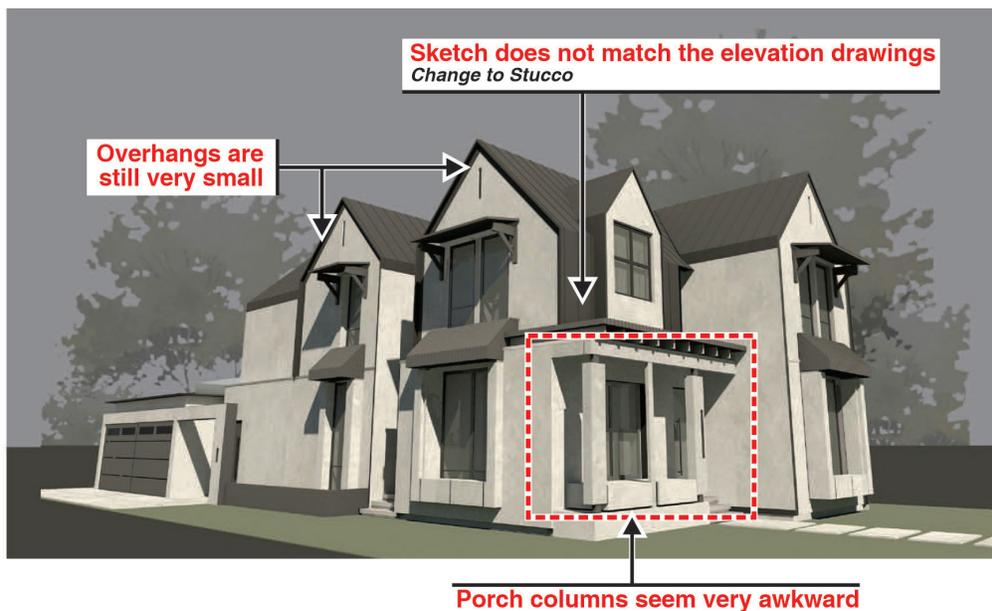 Sketch does not match the elevation drawings
Change to Stucco
Overhangs are
still very small
Porch columns seem very awkward